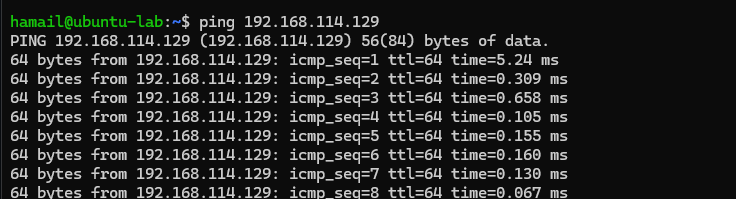 hamail@ubuntu-lab:~$ ping 192.168.114.129
PING 192.168.114.129 (192.168.114.129) 56(84) bytes of data.
64 bytes from 192.168.114.129: icmp_seq=1 ttl=64 time=5.24 ms
64 bytes from 192.168.114.129: icmp_seq=2 ttl=64 time=0.309 ms
64 bytes from 192.168.114.129: icmp_seq=3 ttl=64 time=0.658 ms
64 bytes from 192.168.114.129: icmp_seq=4 ttl=64 time=0.105 ms
64 bytes from 192.168.114.129: icmp_seq=5 ttl=64 time=0.155 ms
64 bytes from 192.168.114.129: icmp_seq=6 ttl=64 time=0.160 ms
64 bytes from 192.168.114.129: icmp_seq=7 ttl=64 time=0.130 ms
64 bytes from 192.168.114.129: icmp_seq=8 ttl=64 time=0.067 ms